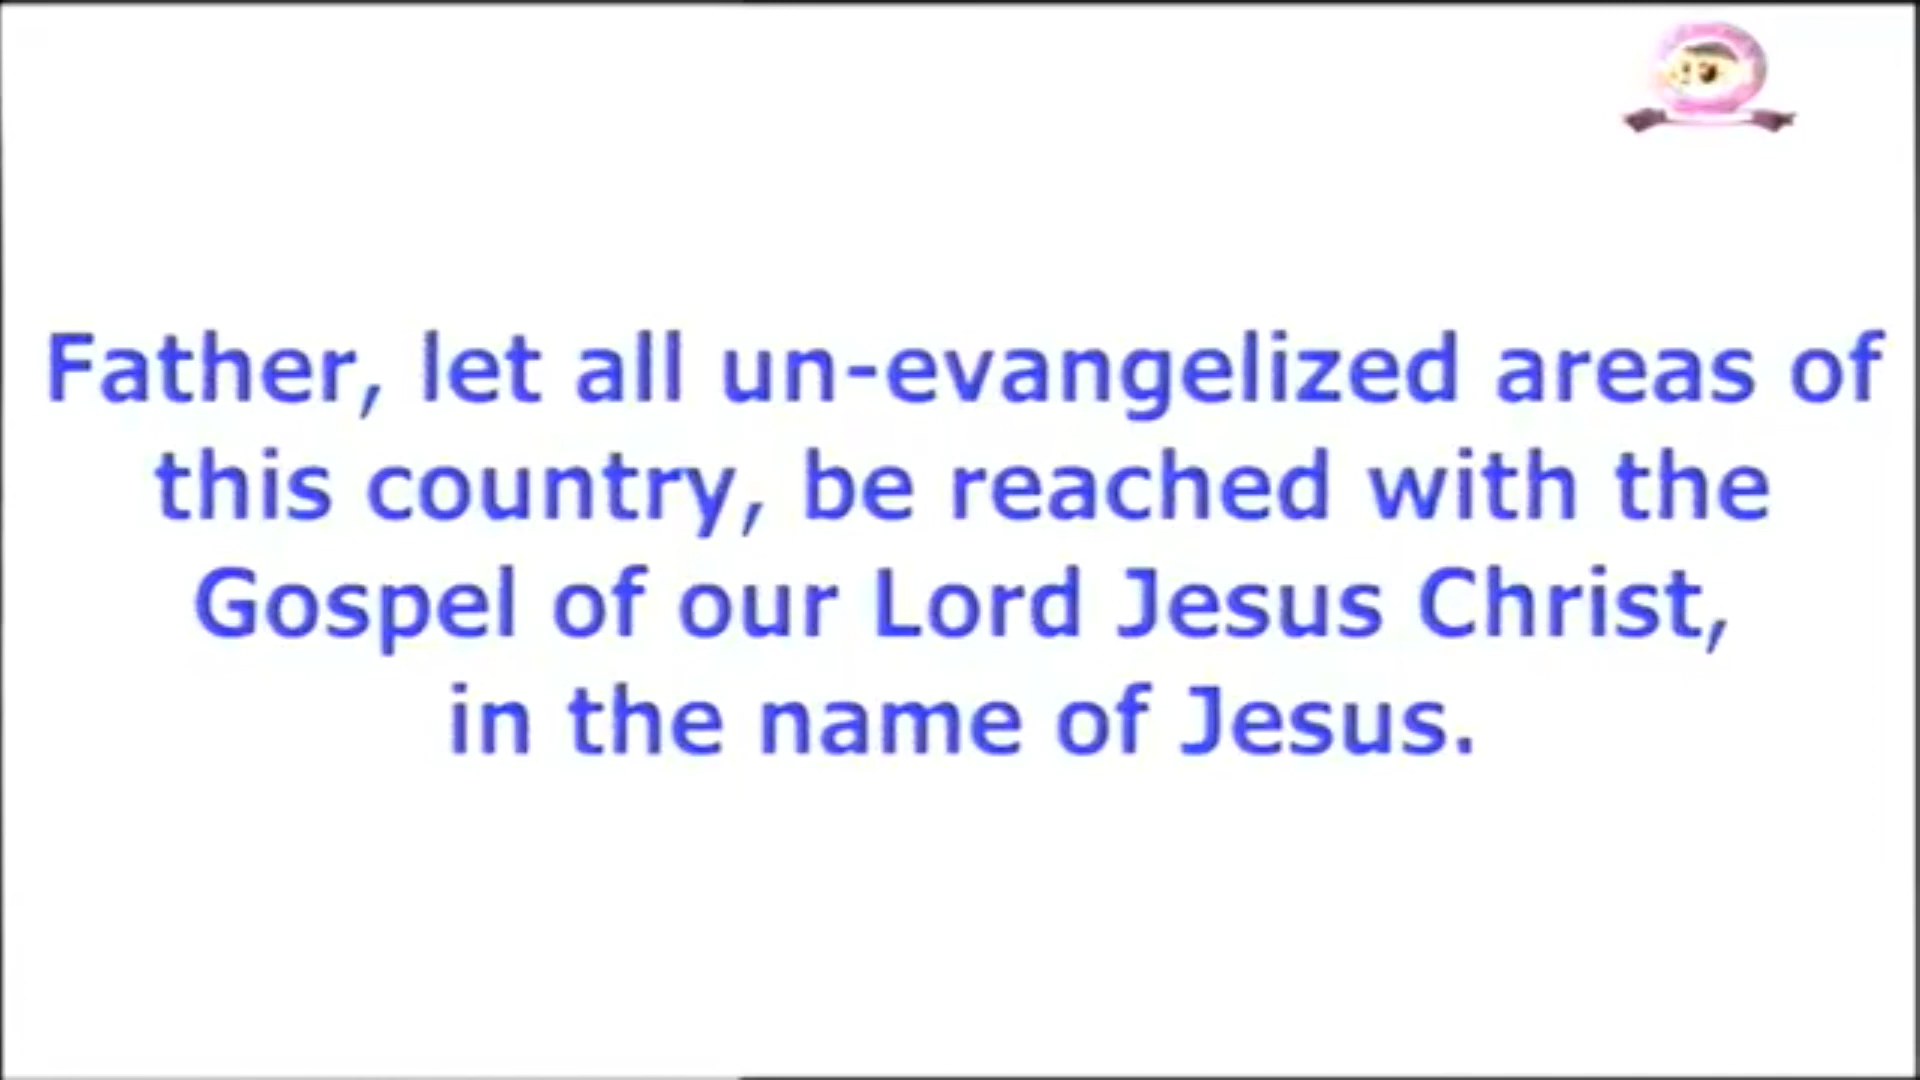 Father, let all un-evangelized areas of
this country, be reached with the
Gospel of our Lord Jesus Christ,
in the name of Jesus.